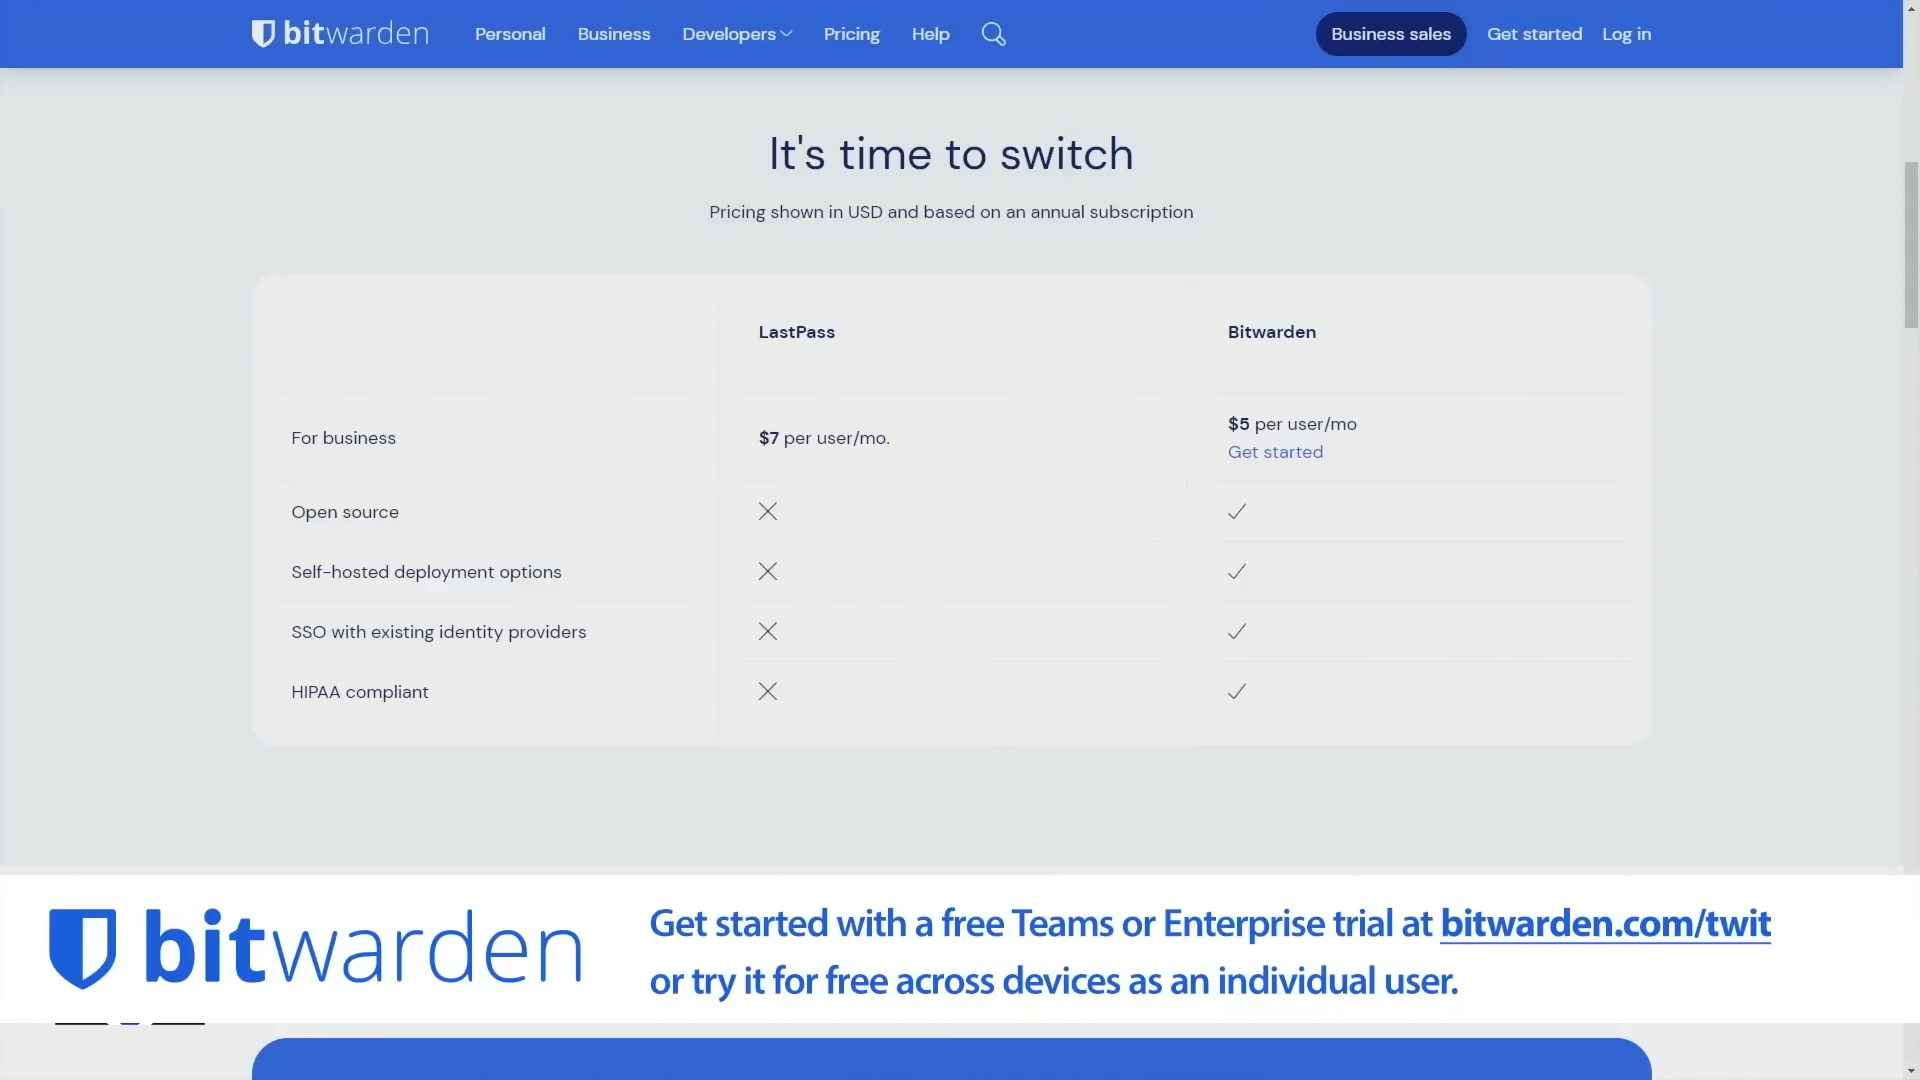 bitwarden Personal Business Developers Pricing Help Business sales Get started Log in
It's time to switch
Pricing shown in USD and based on an annual subscription
LastPass Bitwarden
For business $7 per user/mo. $5 per user/mo
Get started
Open source
Self-hosted deployment options
SSO with existing identity providers
HIPAA compliant
bitwarden
Get started with a free Teams or Enterprise trial at bitwarden.com/twit
or try it for free across devices as an individual user.